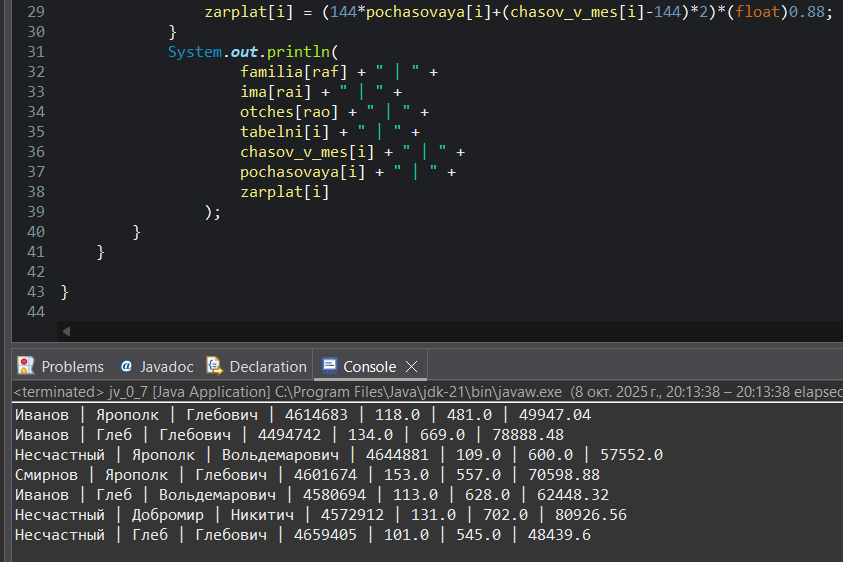 29 zarplat[i] = (144*pochasovaya[i]+(chasov_v_mes[i]-144)*2)*(float)0.88;
30 }
31 System.out.println(
32 familia[raf] + " | " +
33 ima[rai] + " | " +
34 otches[rao] + " | " +
35 tabelni[i] + " | " +
36 chasov_v_mes[i] + " | " +
37 pochasovaya[i] + " | " +
38 zarplat[i]
39 );
40 }
41 }
42
43 }
44
Problems Javadoc Declaration Console
<terminated> jv_0_7 [Java Application] C:\Program Files\Java\jdk-21\bin\javaw.exe (8 окт. 2025 г., 20:13:38 – 20:13:38 elapsed
Иванов | Ярополк | Глебович | 4614683 | 118.0 | 481.0 | 49947.04
Иванов | Глеб | Глебович | 4494742 | 134.0 | 669.0 | 78888.48
Несчастный | Ярополк | Вольдемарович | 4644881 | 109.0 | 600.0 | 57552.0
Смирнов | Ярополк | Глебович | 4601674 | 153.0 | 557.0 | 70598.88
Иванов | Глеб | Вольдемарович | 4580694 | 113.0 | 628.0 | 62448.32
Несчастный | Добромир | Никитич | 4572912 | 131.0 | 702.0 | 80926.56
Несчастный | Глеб | Глебович | 4659405 | 101.0 | 545.0 | 48439.6